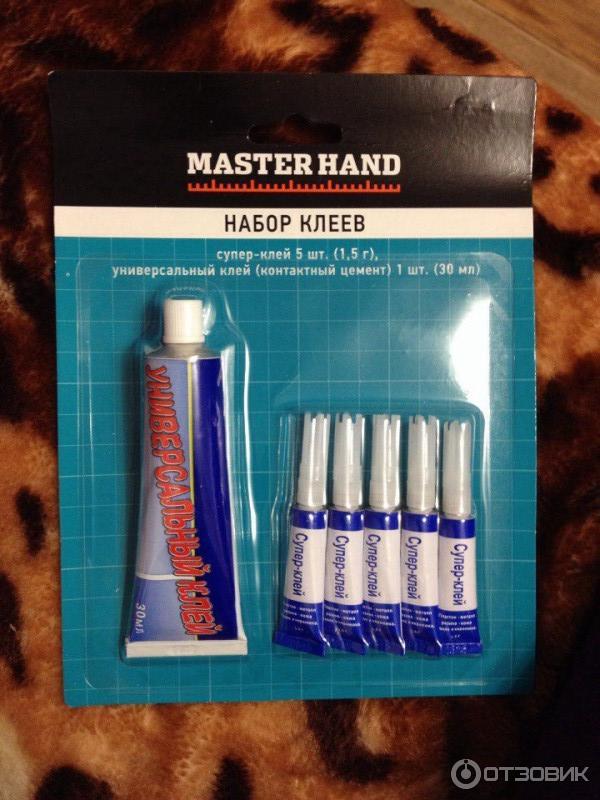 MASTER HAND
НАБОР КЛЕЕВ
супер-клей 5 шт. (1,5 г),
универсальный клей (контактный цемент) 1 шт. (30 мл)
УНИВЕРСАЛЬНЫЙ КЛЕЙ
30мл
Супер-клей
Супер-клей
Супер-клей
Супер-клей
Супер-клей
ОТЗОВИК